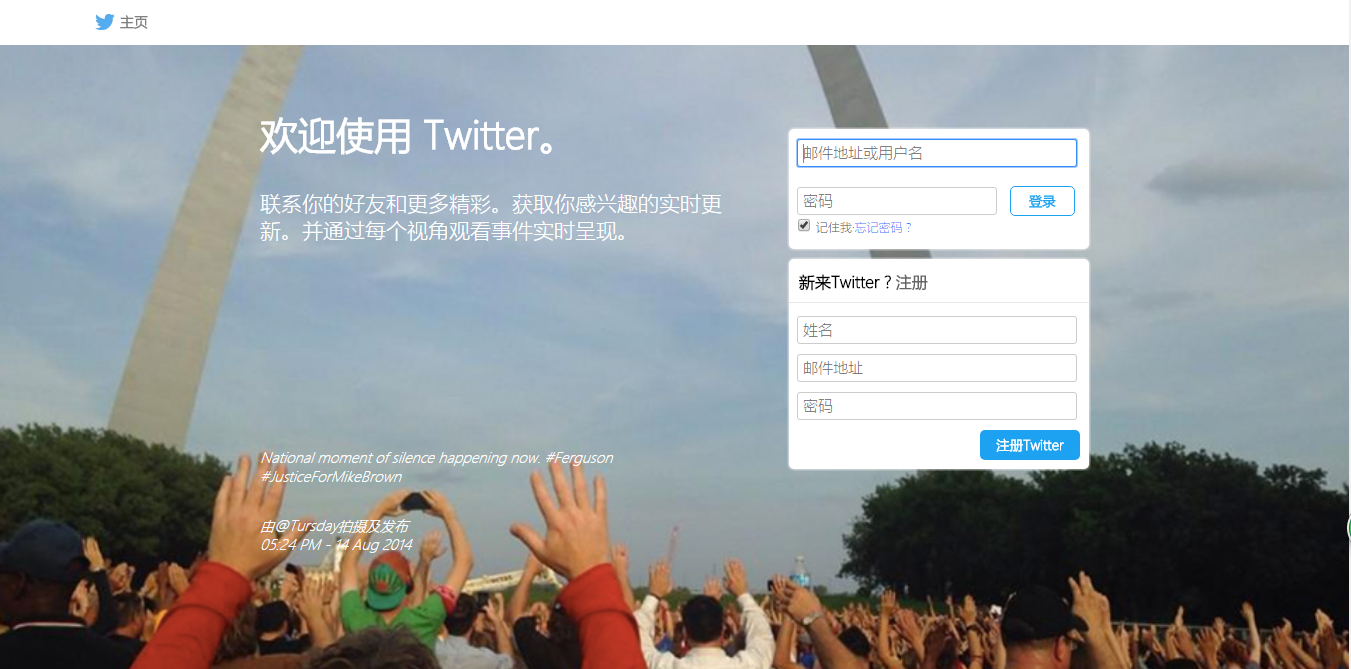 主页
欢迎使用 Twitter。
联系你的好友和更多精彩。获取你感兴趣的实时更
新。并通过每个视角观看事件实时呈现。
National moment of silence happening now. #Ferguson
#JusticeForMikeBrown
由@Tursday拍摄及发布
05:24 PM - 14 Aug 2014
邮件地址或用户名
密码
登录
记住我·忘记密码？
新来Twitter？注册
姓名
邮件地址
密码
注册Twitter